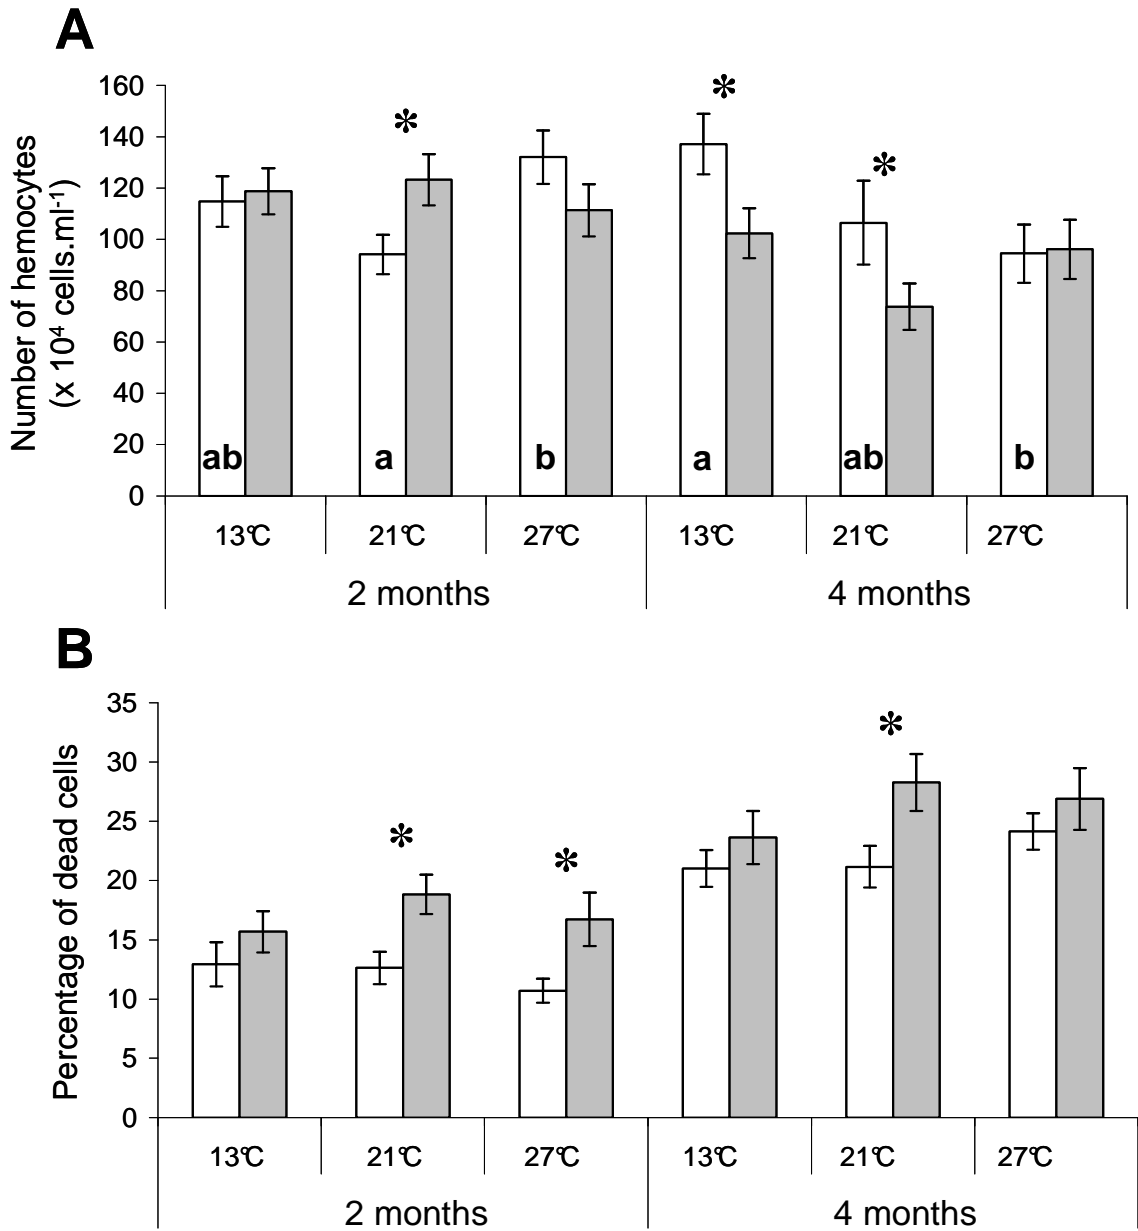 A
Number of hemocytes
(x 10⁴ cells.ml⁻¹)
160
140
120
100
80
60
40
20
0
*
*
*
ab
a
b
a
ab
b
13°C
21°C
27°C
13°C
21°C
27°C
2 months
4 months
B
Percentage of dead cells
35
30
25
20
15
10
5
0
*
*
*
13°C
21°C
27°C
13°C
21°C
27°C
2 months
4 months